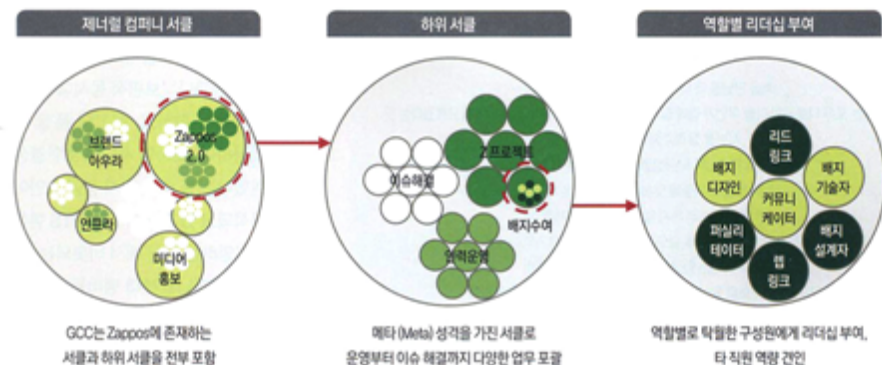 제너럴 컴퍼니 서클
하위 서클
역할별 리더십 부여
브랜드
아우라
Zappos
2.0
인프라
미디어
홍보
Z프로젝트
이슈해결
배지수여
인력운영
리드
링크
배지
디자인
배지
기술자
커뮤니
케이터
퍼실리
테이터
배지
설계자
렙
링크
GCC는 Zappos에 존재하는
서클과 하위 서클을 전부 포함
메타 (Meta) 성격을 가진 서클로
운영부터 이슈 해결까지 다양한 업무 포괄
역할별로 탁월한 구성원에게 리더십 부여,
타 직원 역량 견인